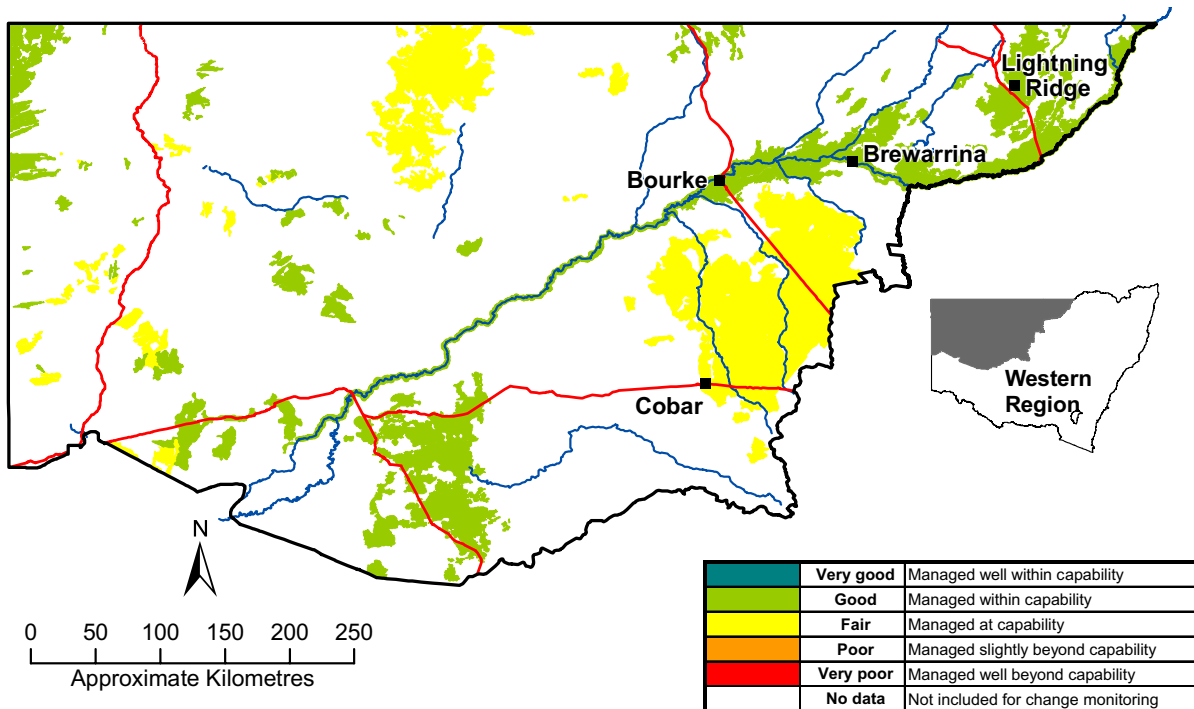 Lightning
Ridge
Brewarrina
Bourke
Cobar
Western
Region
N
0 50 100 150 200 250
Approximate Kilometres
Very good Managed well within capability
Good Managed within capability
Fair Managed at capability
Poor Managed slightly beyond capability
Very poor Managed well beyond capability
No data Not included for change monitoring